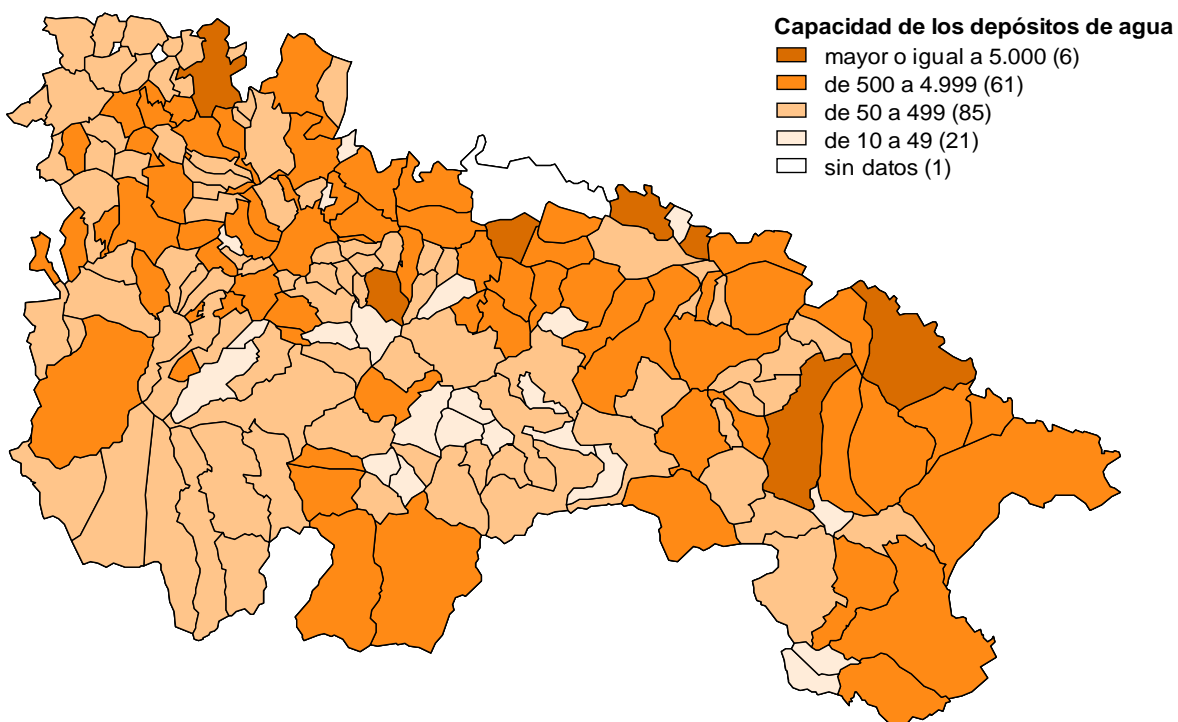 Capacidad de los depósitos de agua
mayor o igual a 5.000 (6)
de 500 a 4.999 (61)
de 50 a 499 (85)
de 10 a 49 (21)
sin datos (1)